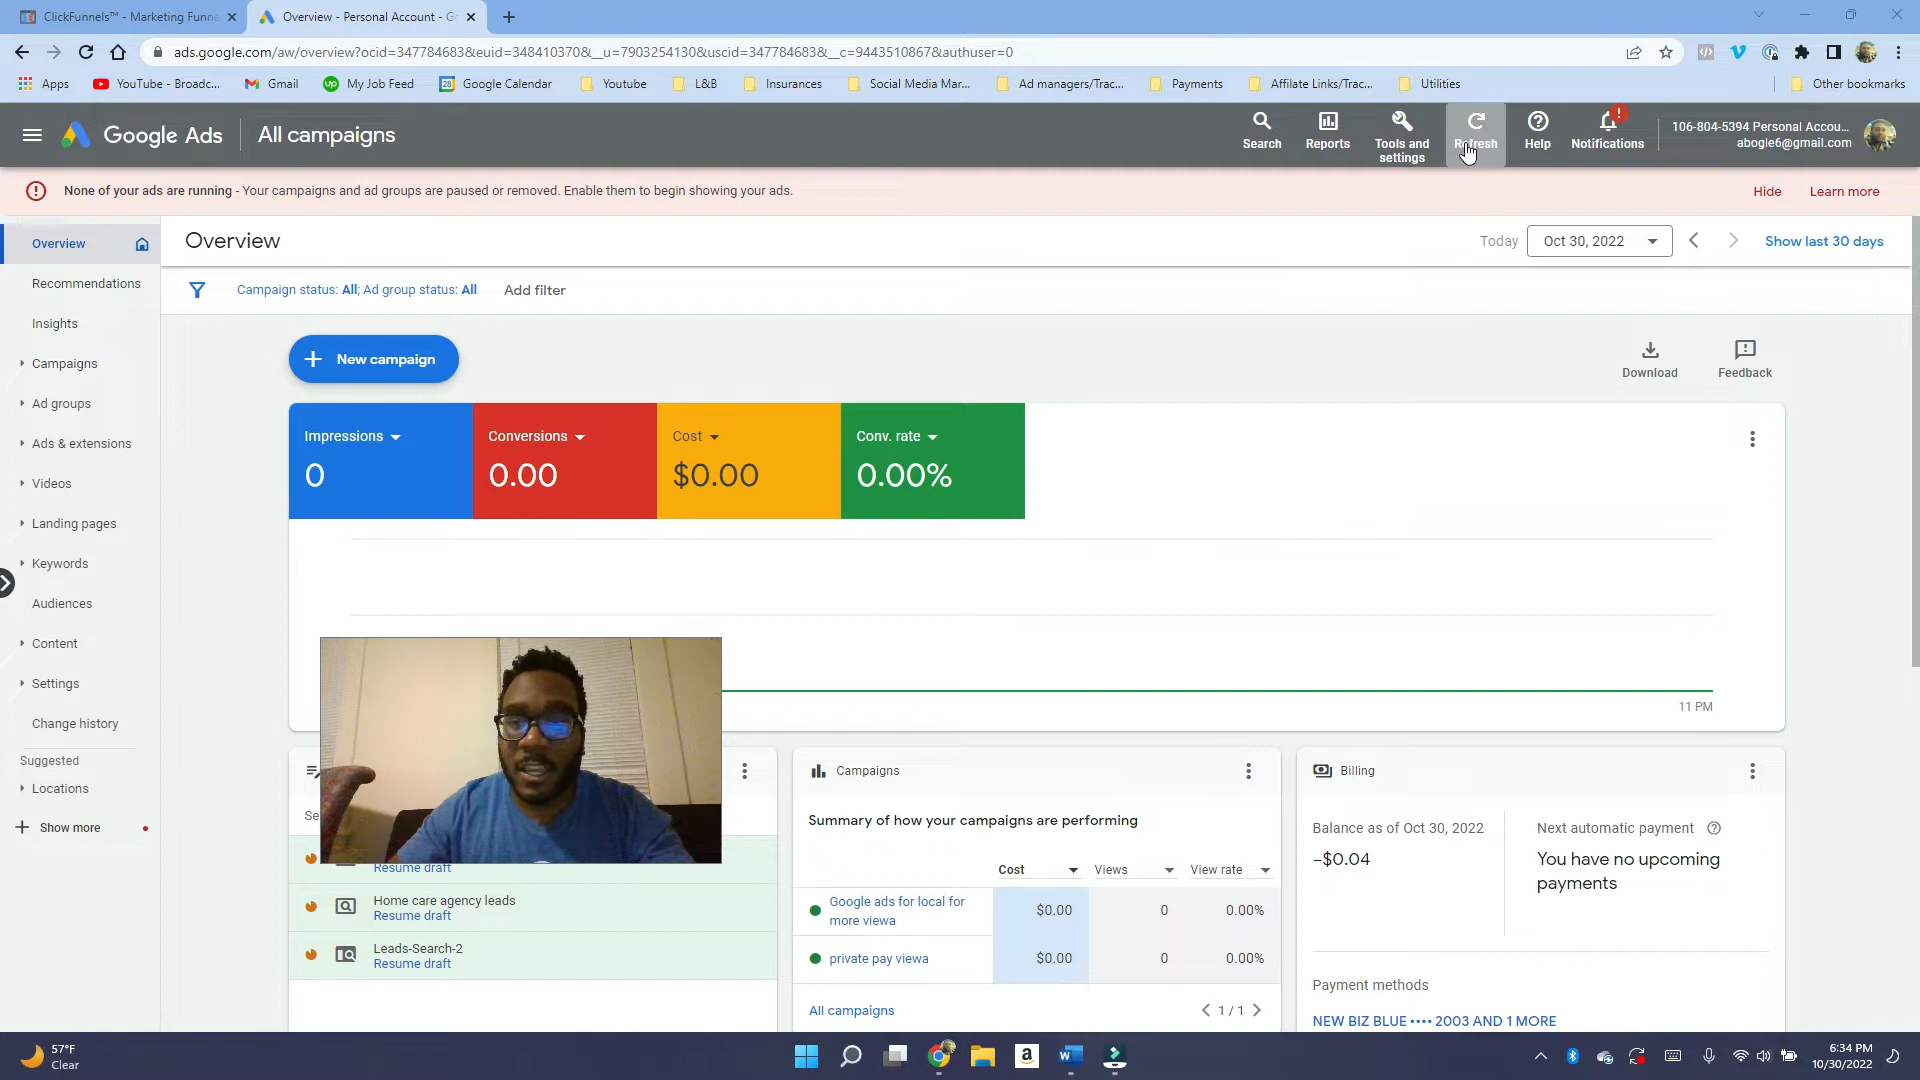 ClickFunnels™ - Marketing Funne
Overview - Personal Account - Go
ads.google.com/aw/overview?ocid=347784683&euid=348410370&__u=7903254130&uscid=347784683&__c=9443510867&authuser=0
Apps
YouTube - Broadc...
Gmail
My Job Feed
Google Calendar
Youtube
L&B
Insurances
Social Media Mar...
Ad managers/Trac...
Payments
Affilate Links/Trac...
Utilities
Other bookmarks
Google Ads
All campaigns
Search
Reports
Tools and
settings
Refresh
Help
Notifications
106-804-5394 Personal Accou...
abogle6@gmail.com
None of your ads are running - Your campaigns and ad groups are paused or removed. Enable them to begin showing your ads.
Hide
Learn more
Overview
Recommendations
Insights
Campaigns
Ad groups
Ads & extensions
Videos
Landing pages
Keywords
Audiences
Content
Settings
Change history
Suggested
Locations
Show more
Overview
Today
Oct 30, 2022
Show last 30 days
Campaign status: All; Ad group status: All
Add filter
New campaign
Download
Feedback
Impressions
0
Conversions
0.00
Cost
$0.00
Conv. rate
0.00%
11 PM
Se
Resume draft
Home care agency leads
Resume draft
Leads-Search-2
Resume draft
Campaigns
Summary of how your campaigns are performing
Cost
Views
View rate
Google ads for local for
more viewa
$0.00
0
0.00%
private pay viewa
$0.00
0
0.00%
All campaigns
1 / 1
Billing
Balance as of Oct 30, 2022
−$0.04
Next automatic payment
You have no upcoming
payments
Payment methods
NEW BIZ BLUE •••• 2003 AND 1 MORE
57°F
Clear
6:34 PM
10/30/2022